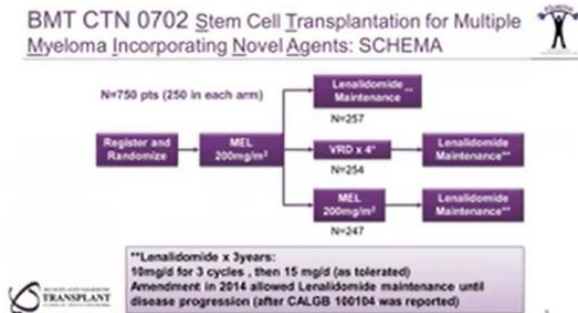 BMT CTN 0702 Stem Cell Transplantation for Multiple
Myeloma Incorporating Novel Agents: SCHEMA
N=750 pts (250 in each arm)
Register and
Randomize
MEL
200mg/m²
Lenalidomide
Maintenance**
N=257
VRD x 4*
N=254
Lenalidomide
Maintenance**
MEL
200mg/m²
N=247
Lenalidomide
Maintenance**
**Lenalidomide x 3years:
10mg/d for 3 cycles , then 15 mg/d (as tolerated)
Amendment in 2014 allowed Lenalidomide maintenance until
disease progression (after CALGB 100104 was reported)
TRANSPLANT